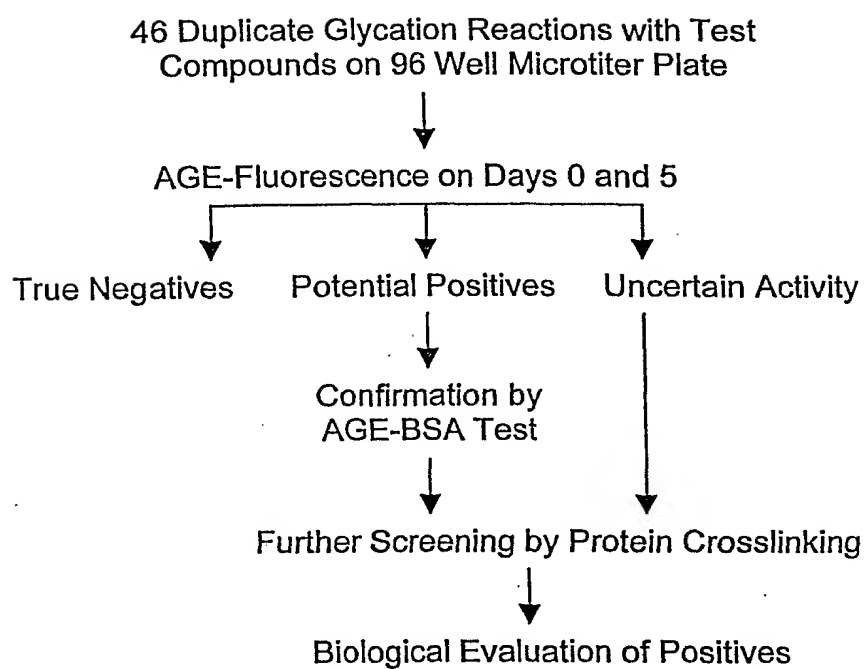 46 Duplicate Glycation Reactions with Test
Compounds on 96 Well Microtiter Plate
AGE-Fluorescence on Days 0 and 5
True Negatives
Potential Positives
Uncertain Activity
Confirmation by
AGE-BSA Test
Further Screening by Protein Crosslinking
Biological Evaluation of Positives